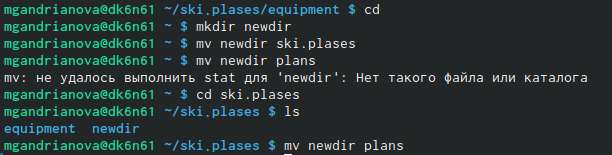 mgandrianova@dk6n61 ~/ski.plases/equipment $ cd
mgandrianova@dk6n61 ~ $ mkdir newdir
mgandrianova@dk6n61 ~ $ mv newdir ski.plases
mgandrianova@dk6n61 ~ $ mv newdir plans
mv: не удалось выполнить stat для 'newdir': Нет такого файла или каталога
mgandrianova@dk6n61 ~ $ cd ski.plases
mgandrianova@dk6n61 ~/ski.plases $ ls
equipment  newdir
mgandrianova@dk6n61 ~/ski.plases $ mv newdir plans